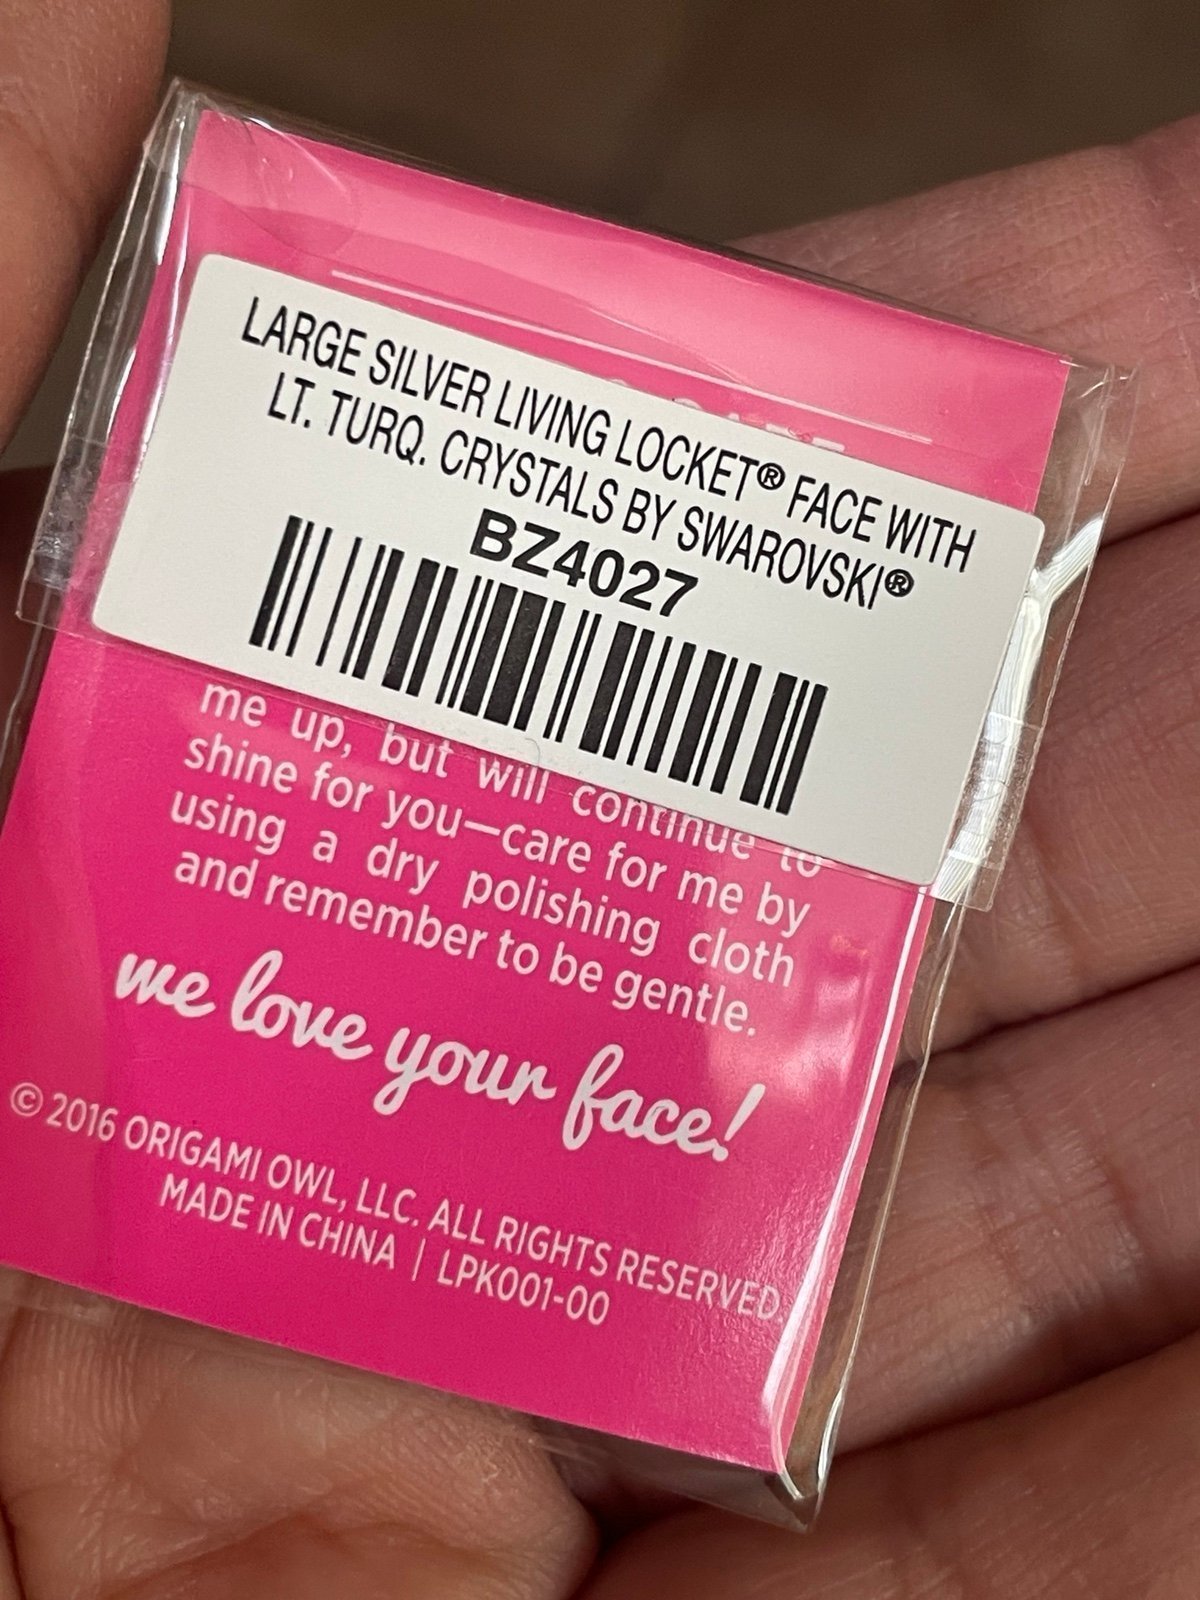 LARGE SILVER LIVING LOCKET® FACE WITH
LT. TURQ. CRYSTALS BY SWAROVSKI®
BZ4027
me up, but will continue to
shine for you—care for me by
using a dry polishing cloth
and remember to be gentle.
we love your face!
© 2016 ORIGAMI OWL, LLC. ALL RIGHTS RESERVED.
MADE IN CHINA | LPK001-00